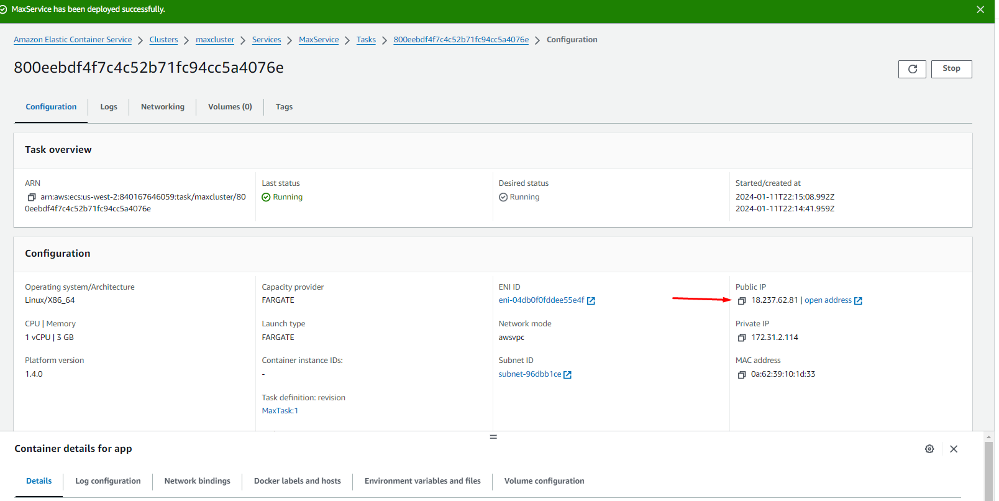 MaxService has been deployed successfully.
Amazon Elastic Container Service Clusters maxcluster Services MaxService Tasks 800eebdf4f7c4c52b71fc94cc5a4076e Configuration
800eebdf4f7c4c52b71fc94cc5a4076e
Stop
Configuration Logs Networking Volumes (0) Tags
Task overview
ARN
arn:aws:ecs:us-west-2:840167646059:task/maxcluster/80
0eebdf4f7c4c52b71fc94cc5a4076e
Last status
Running
Desired status
Running
Started/created at
2024-01-11T22:15:08.992Z
2024-01-11T22:14:41.959Z
Configuration
Operating system/Architecture
Linux/X86_64
CPU | Memory
1 vCPU | 3 GB
Platform version
1.4.0
Capacity provider
FARGATE
Launch type
FARGATE
Container instance IDs:
-
Task definition: revision
MaxTask:1
ENI ID
eni-04db0f0fddee55e4f
Network mode
awsvpc
Subnet ID
subnet-96dbb1ce
Public IP
18.237.62.81 | open address
Private IP
172.31.2.114
MAC address
0a:62:39:10:1d:33
Container details for app
Details Log configuration Network bindings Docker labels and hosts Environment variables and files Volume configuration